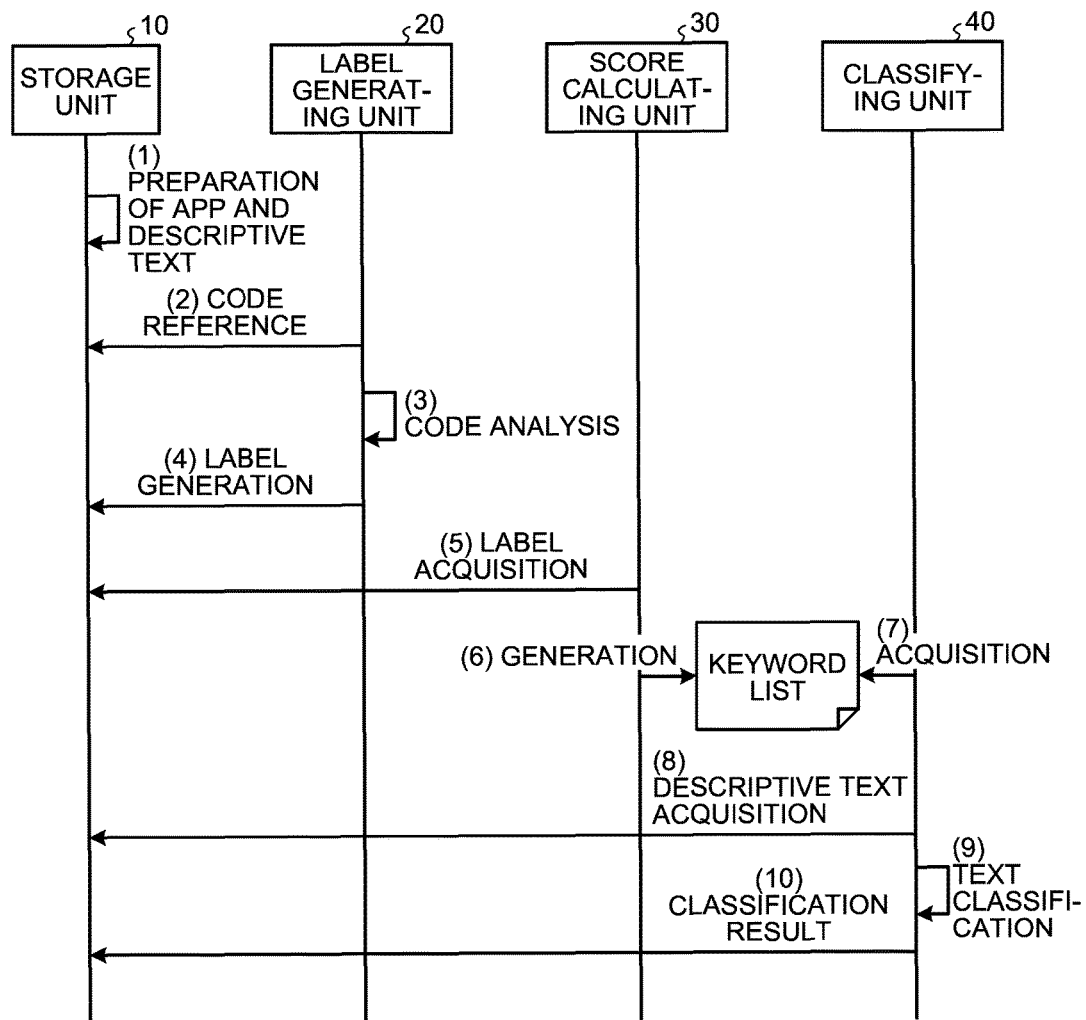 10
20
30
40
STORAGE
UNIT
LABEL
GENERAT-
ING UNIT
SCORE
CALCULAT-
ING UNIT
CLASSIFY-
ING UNIT
(1)
PREPARATION
OF APP AND
DESCRIPTIVE
TEXT
(2) CODE
REFERENCE
(3)
CODE ANALYSIS
(4) LABEL
GENERATION
(5) LABEL
ACQUISITION
(6) GENERATION
KEYWORD
LIST
(7)
ACQUISITION
(8)
DESCRIPTIVE TEXT
ACQUISITION
(9)
TEXT
CLASSIFI-
CATION
(10)
CLASSIFICATION
RESULT